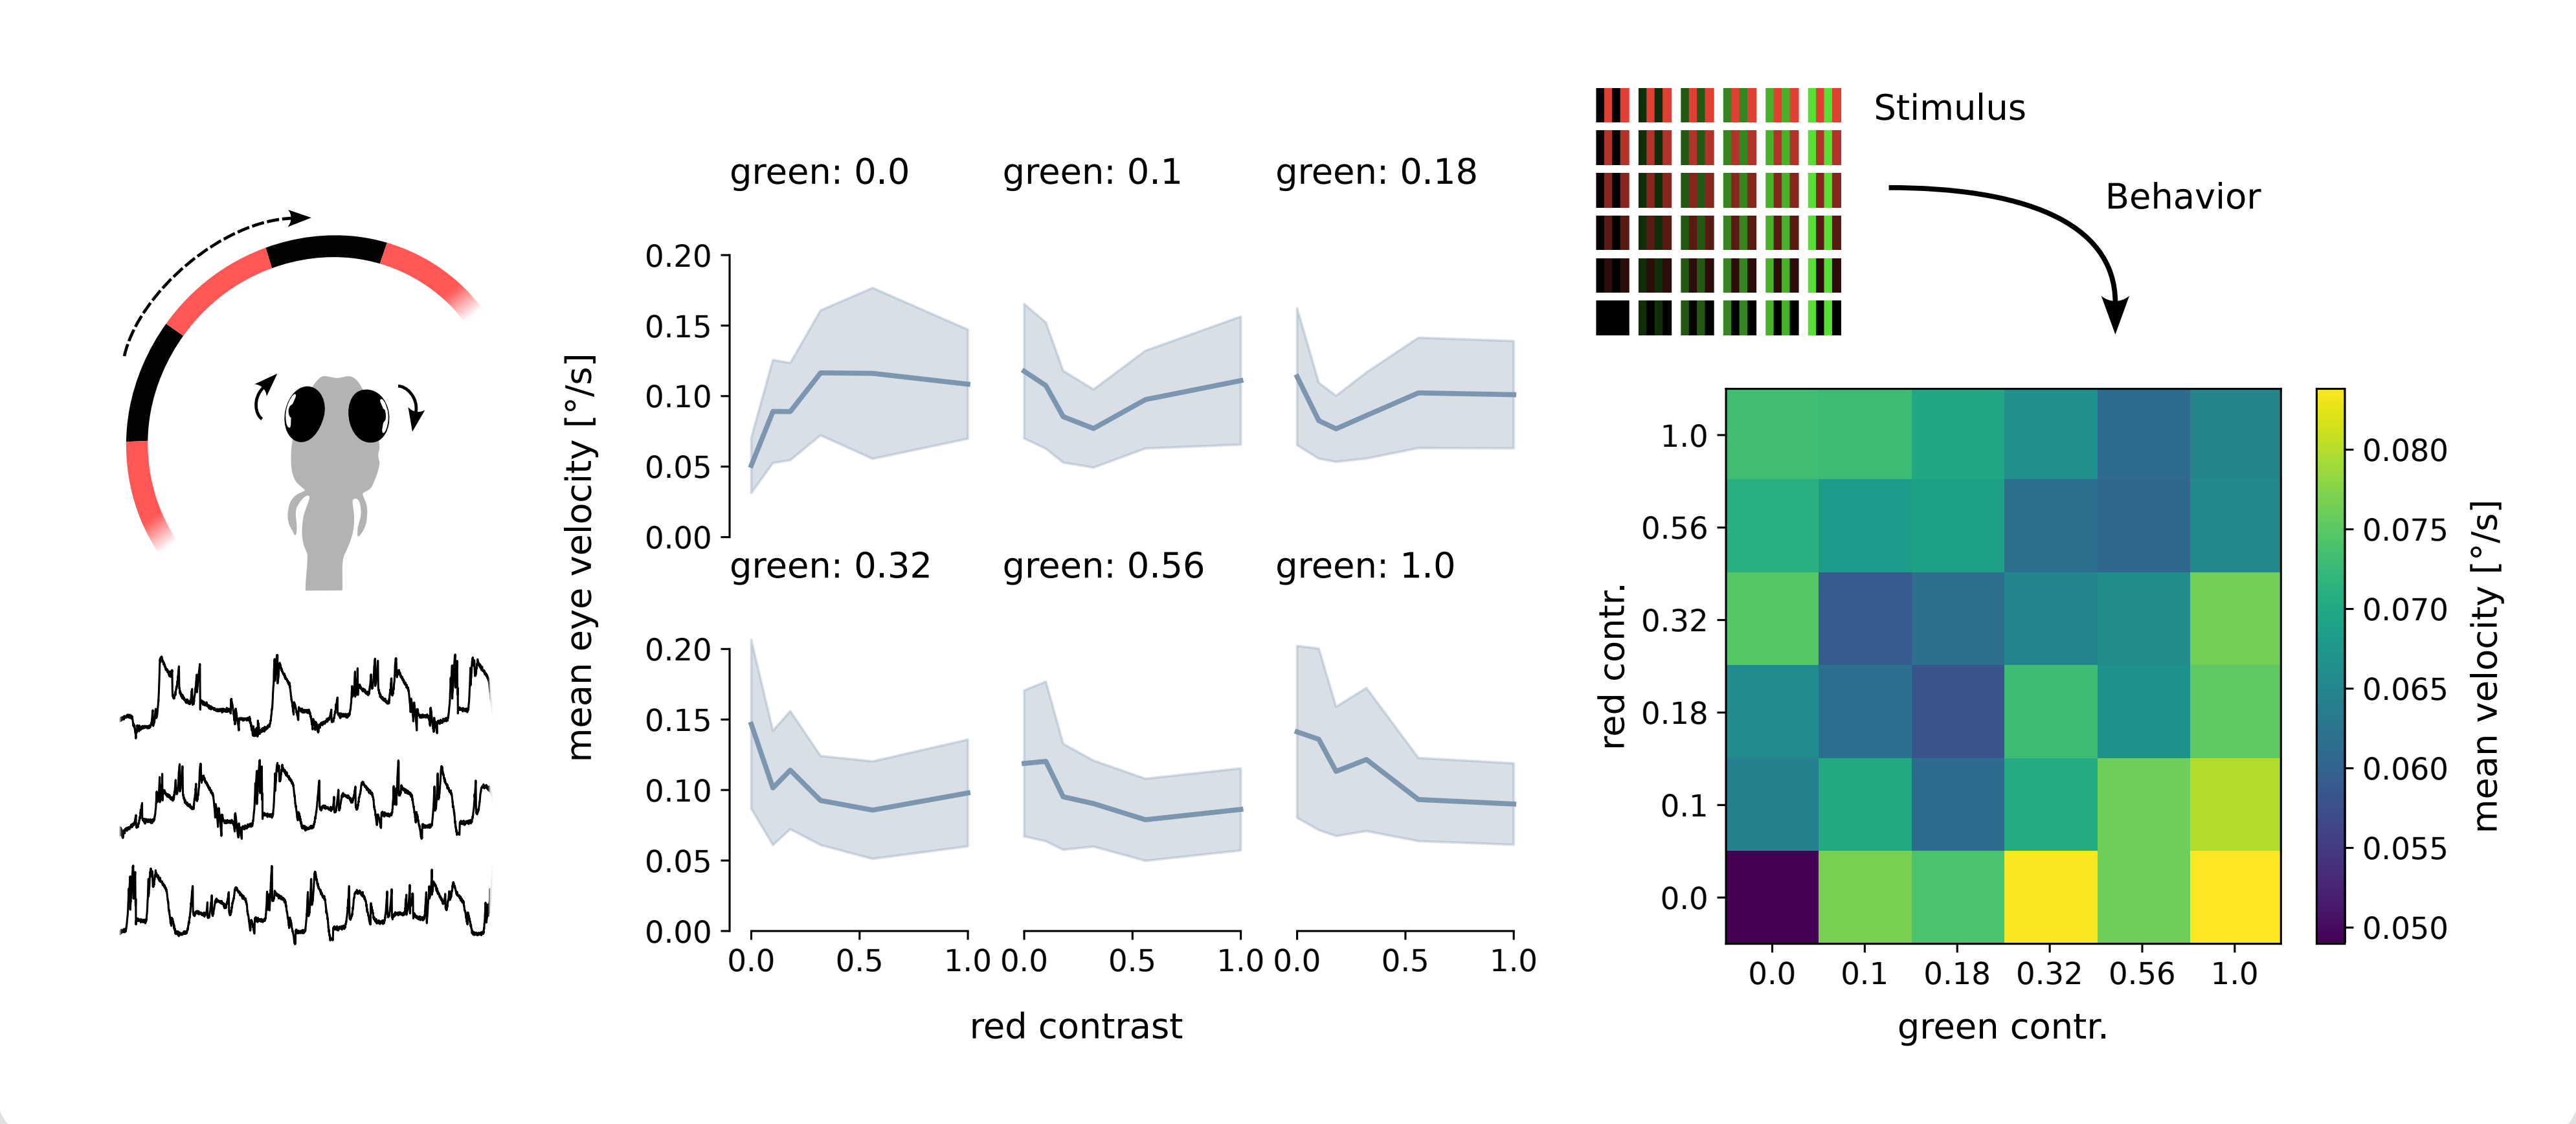 green: 0.0
green: 0.1
green: 0.18
mean eye velocity [°/s]
0.20
0.15
0.10
0.05
0.00
green: 0.32
green: 0.56
green: 1.0
0.20
0.15
0.10
0.05
0.00
0.0 0.5 1.0
0.0 0.5 1.0
0.0 0.5 1.0
red contrast
Stimulus
Behavior
red contr.
1.0
0.56
0.32
0.18
0.1
0.0
0.0 0.1 0.18 0.32 0.56 1.0
green contr.
0.080
0.075
0.070
0.065
0.060
0.055
0.050
mean velocity [°/s]